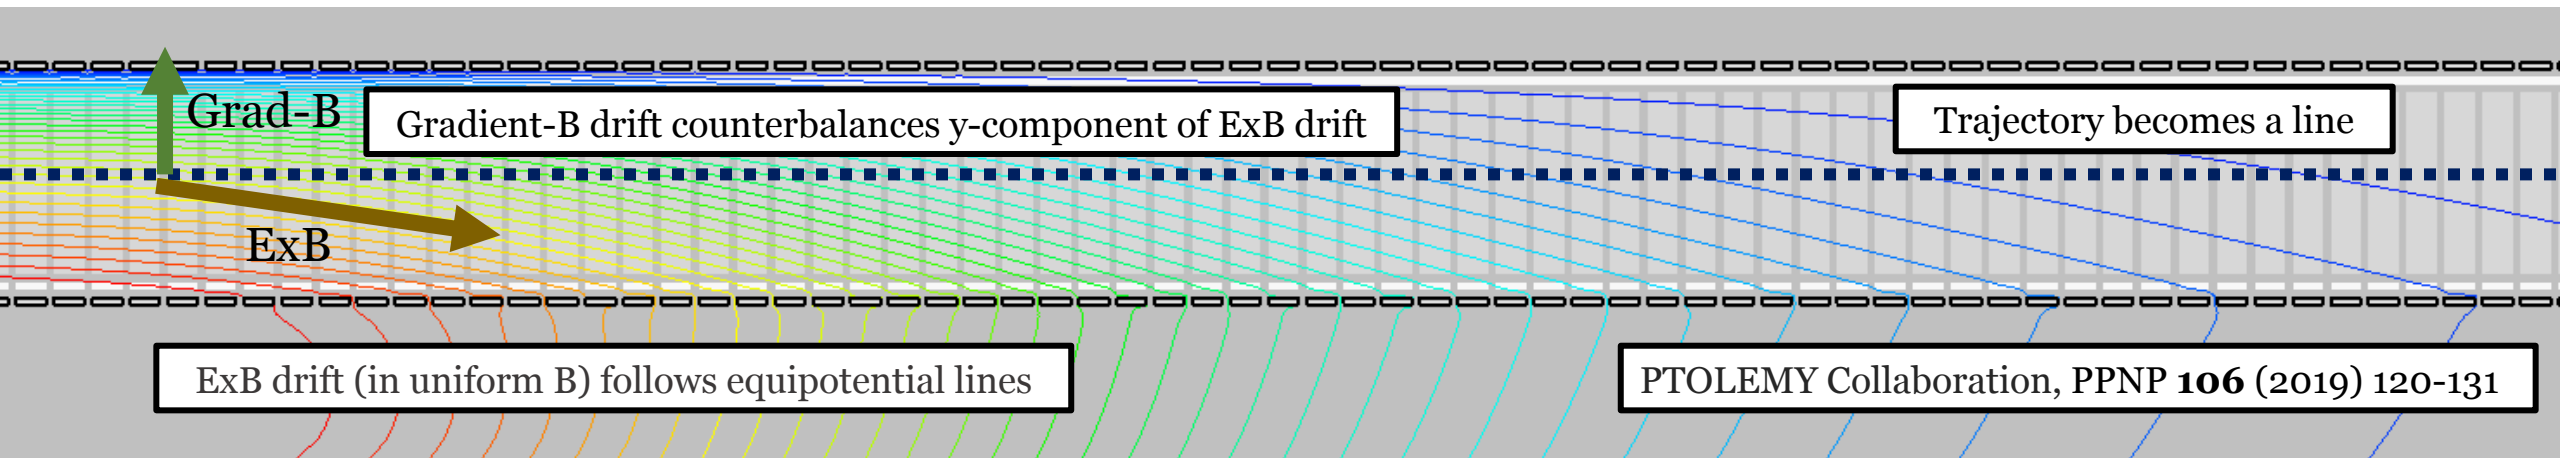 Grad-B
Gradient-B drift counterbalances y-component of ExB drift
Trajectory becomes a line
ExB
ExB drift (in uniform B) follows equipotential lines
PTOLEMY Collaboration, PPNP 106 (2019) 120-131